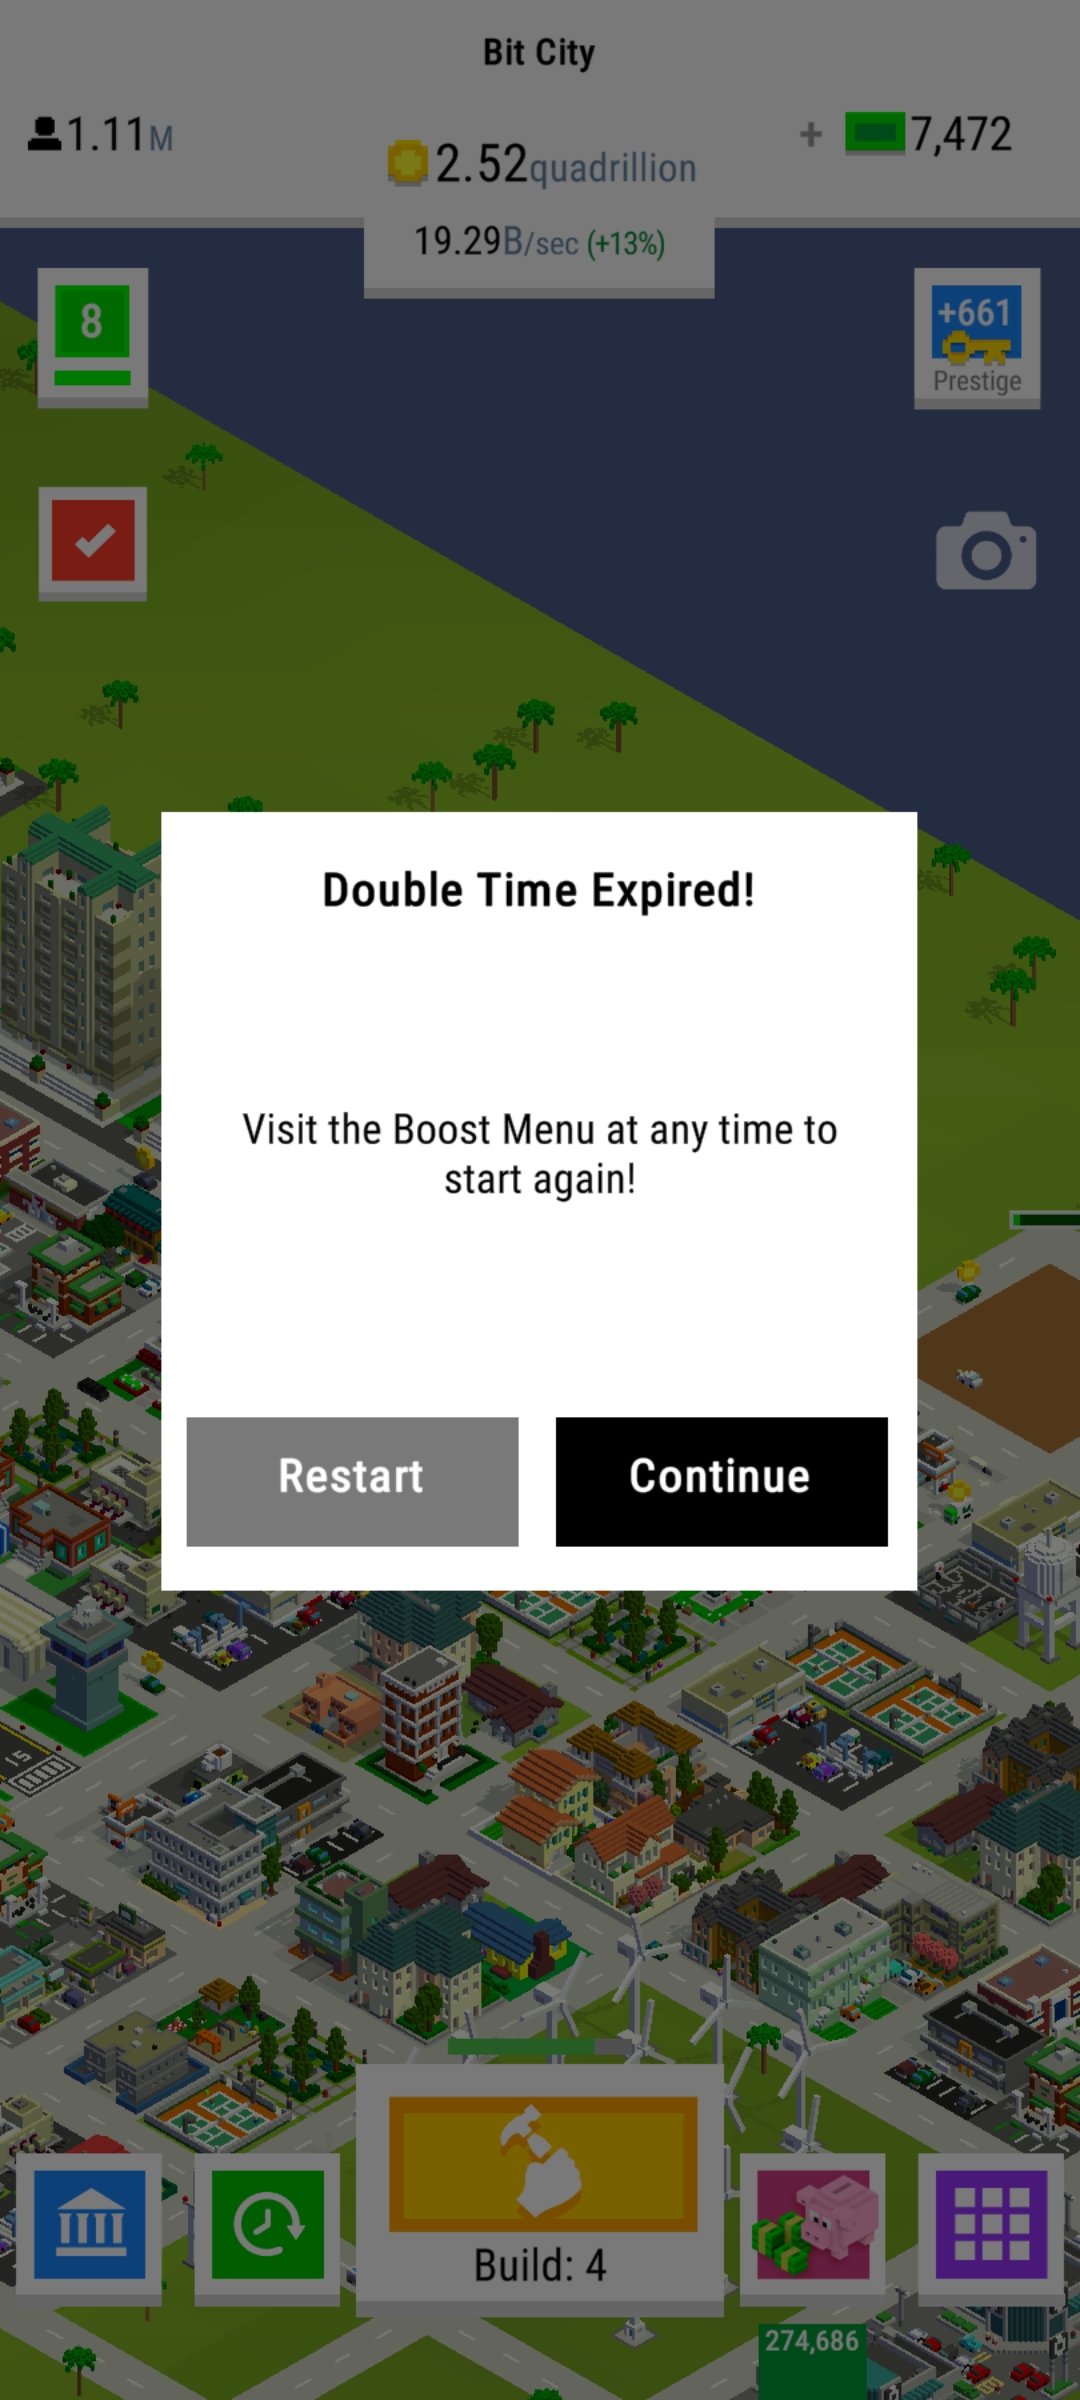 Bit City
1.11M
2.52quadrillion
+ 7,472
19.29B/sec (+13%)
8
+661
Prestige
Double Time Expired!
Visit the Boost Menu at any time to
start again!
Restart
Continue
Build: 4
274,686